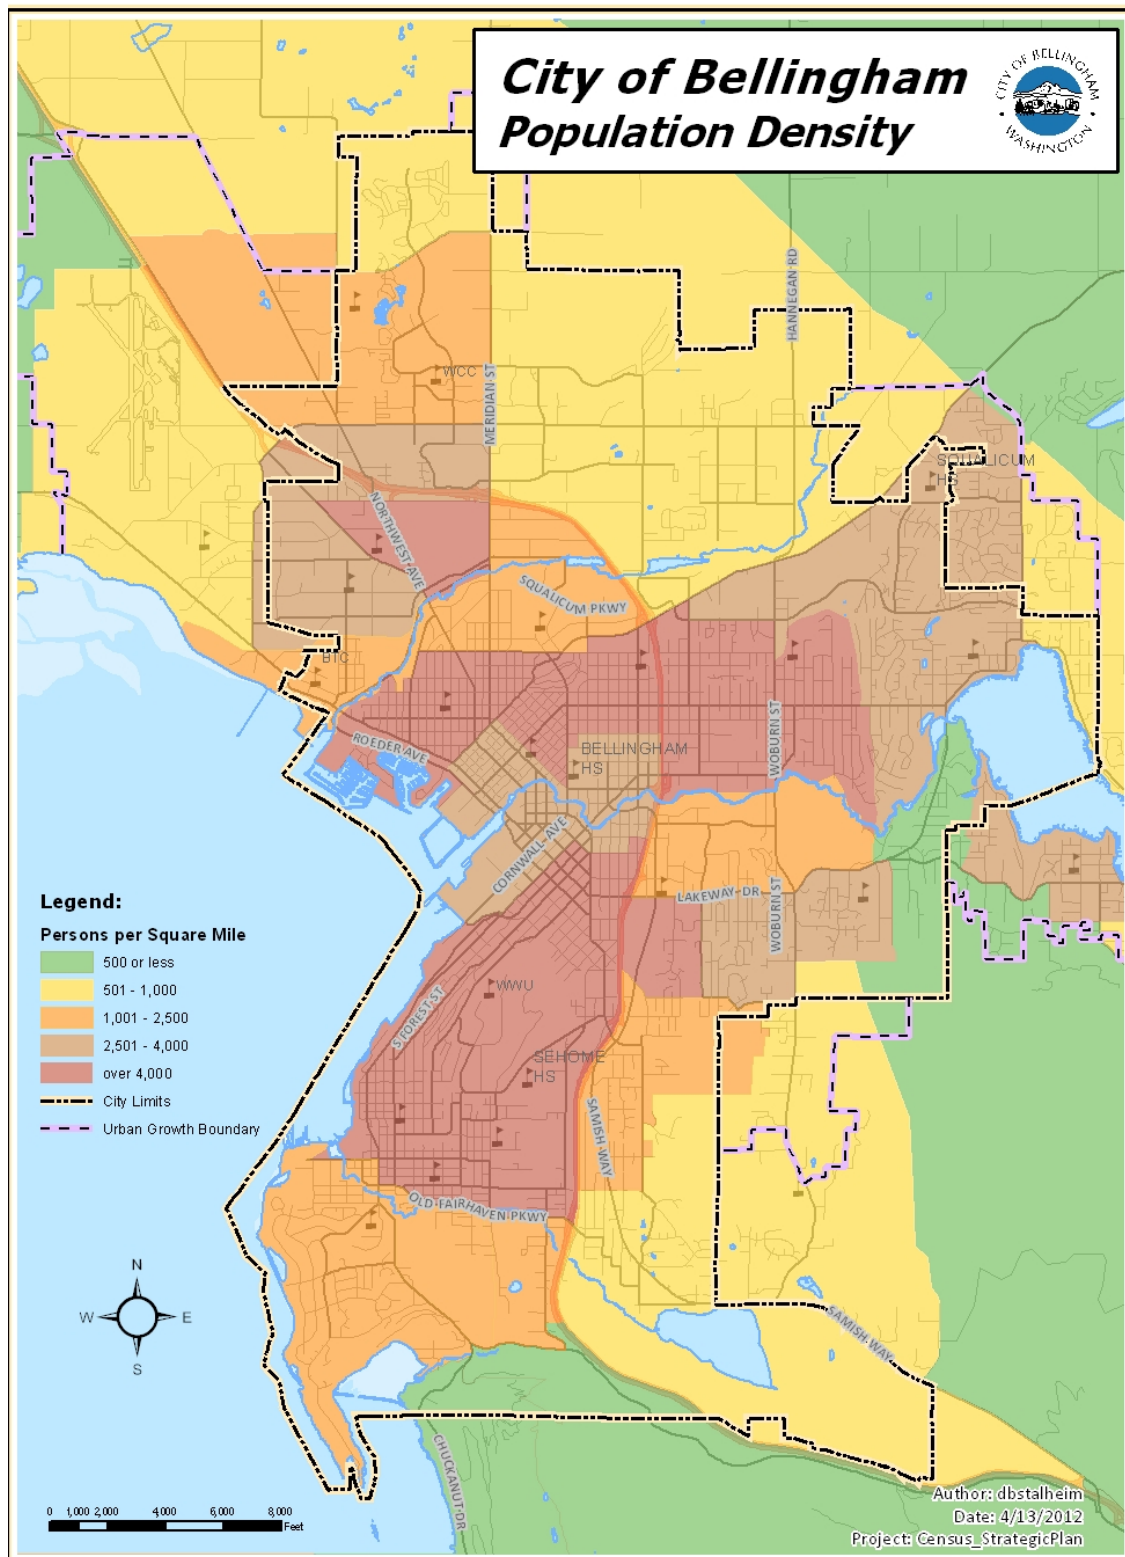 City of Bellingham
Population Density
CITY OF BELLINGHAM
WASHINGTON
HANNEGAN RD
WCC
MERIDIAN ST
SQUALICUM
HS
NORTHWEST AVE
SQUALICUM PKWY
BTC
ROEDER AVE
BELLINGHAM
HS
WOBURN ST
CORNWALL AVE
LAKEWAY DR
WOBURN ST
Legend:
Persons per Square Mile
500 or less
501 - 1,000
1,001 - 2,500
2,501 - 4,000
over 4,000
City Limits
Urban Growth Boundary
WWU
S FOREST ST
SEHOME
HS
SAMISH WAY
OLD FAIRHAVEN PKWY
N
W
E
S
SAMISH WAY
CHUCKANUT DR
0 1,000 2,000 4,000 6,000 8,000
Feet
Author: dbstalheim
Date: 4/13/2012
Project: Census_StrategicPlan